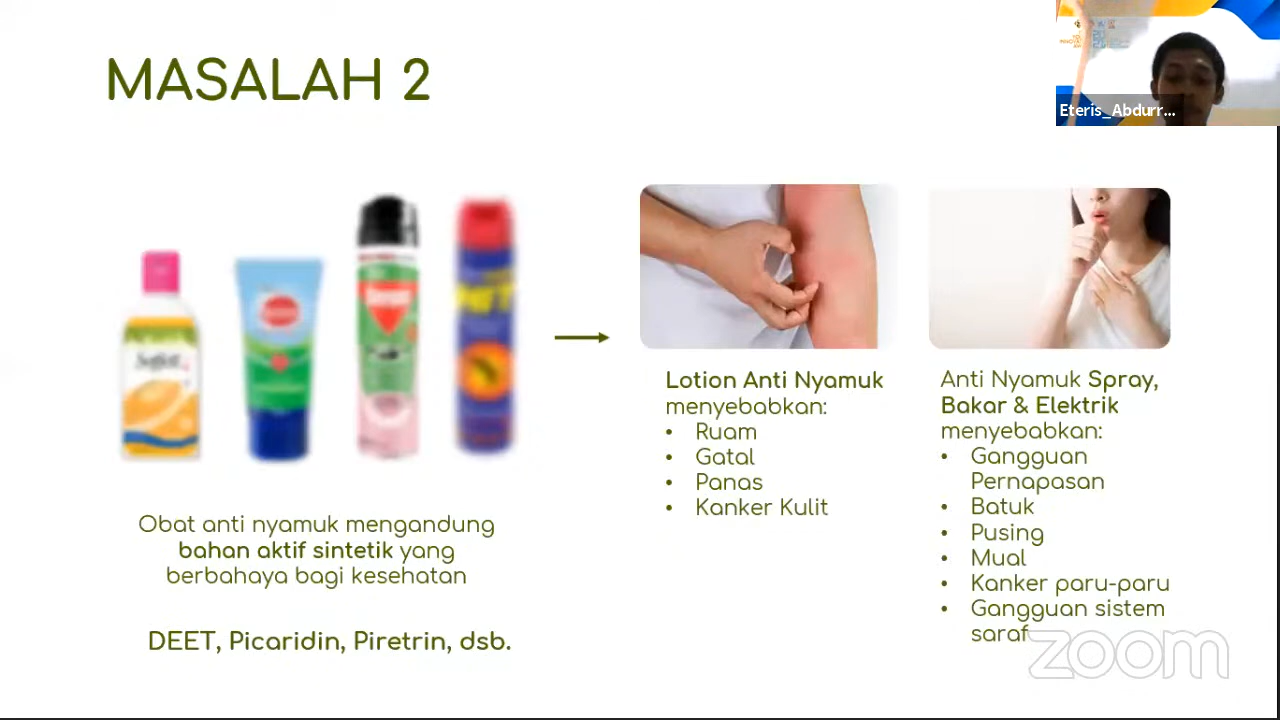 MASALAH 2
Eteris_Abdurr...
Lotion Anti Nyamuk
menyebabkan:
• Ruam
• Gatal
• Panas
• Kanker Kulit
Anti Nyamuk Spray,
Bakar & Elektrik
menyebabkan:
• Gangguan
Pernapasan
• Batuk
• Pusing
• Mual
• Kanker paru-paru
• Gangguan sistem
saraf
Obat anti nyamuk mengandung
bahan aktif sintetik yang
berbahaya bagi kesehatan
DEET, Picaridin, Piretrin, dsb.
zoom